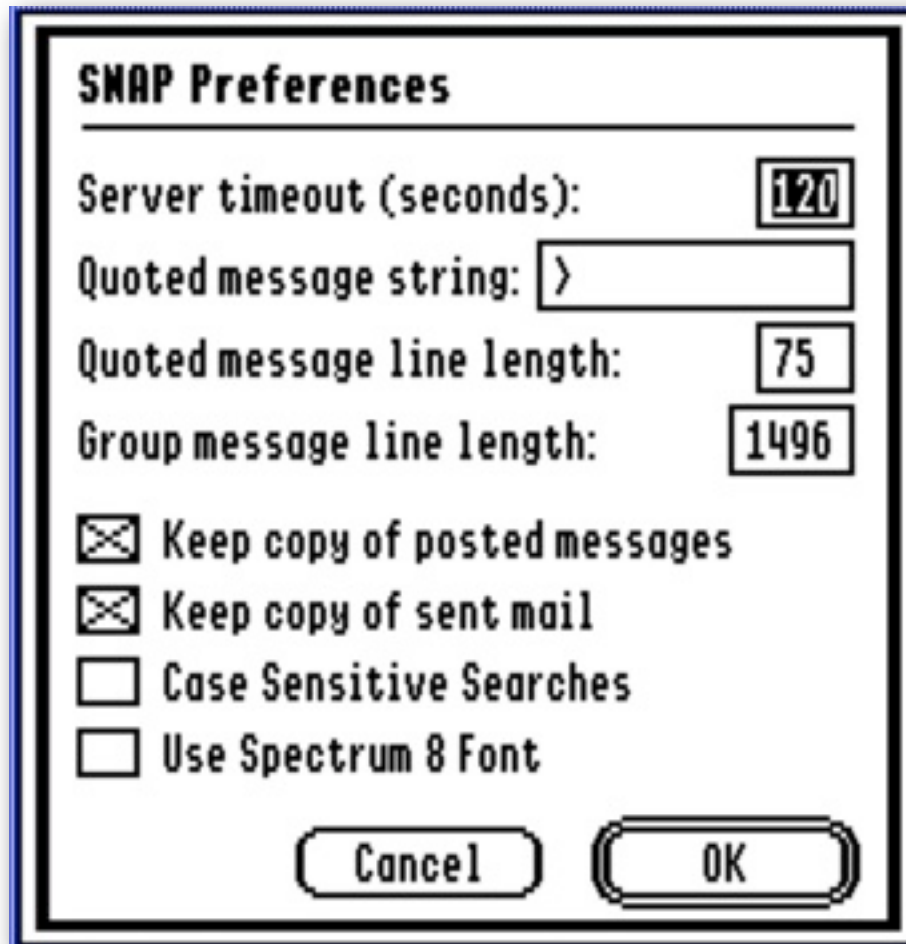 SNAP Preferences
Server timeout (seconds): 120
Quoted message string: >
Quoted message line length: 75
Group message line length: 1496
Keep copy of posted messages
Keep copy of sent mail
Case Sensitive Searches
Use Spectrum 8 Font
Cancel OK